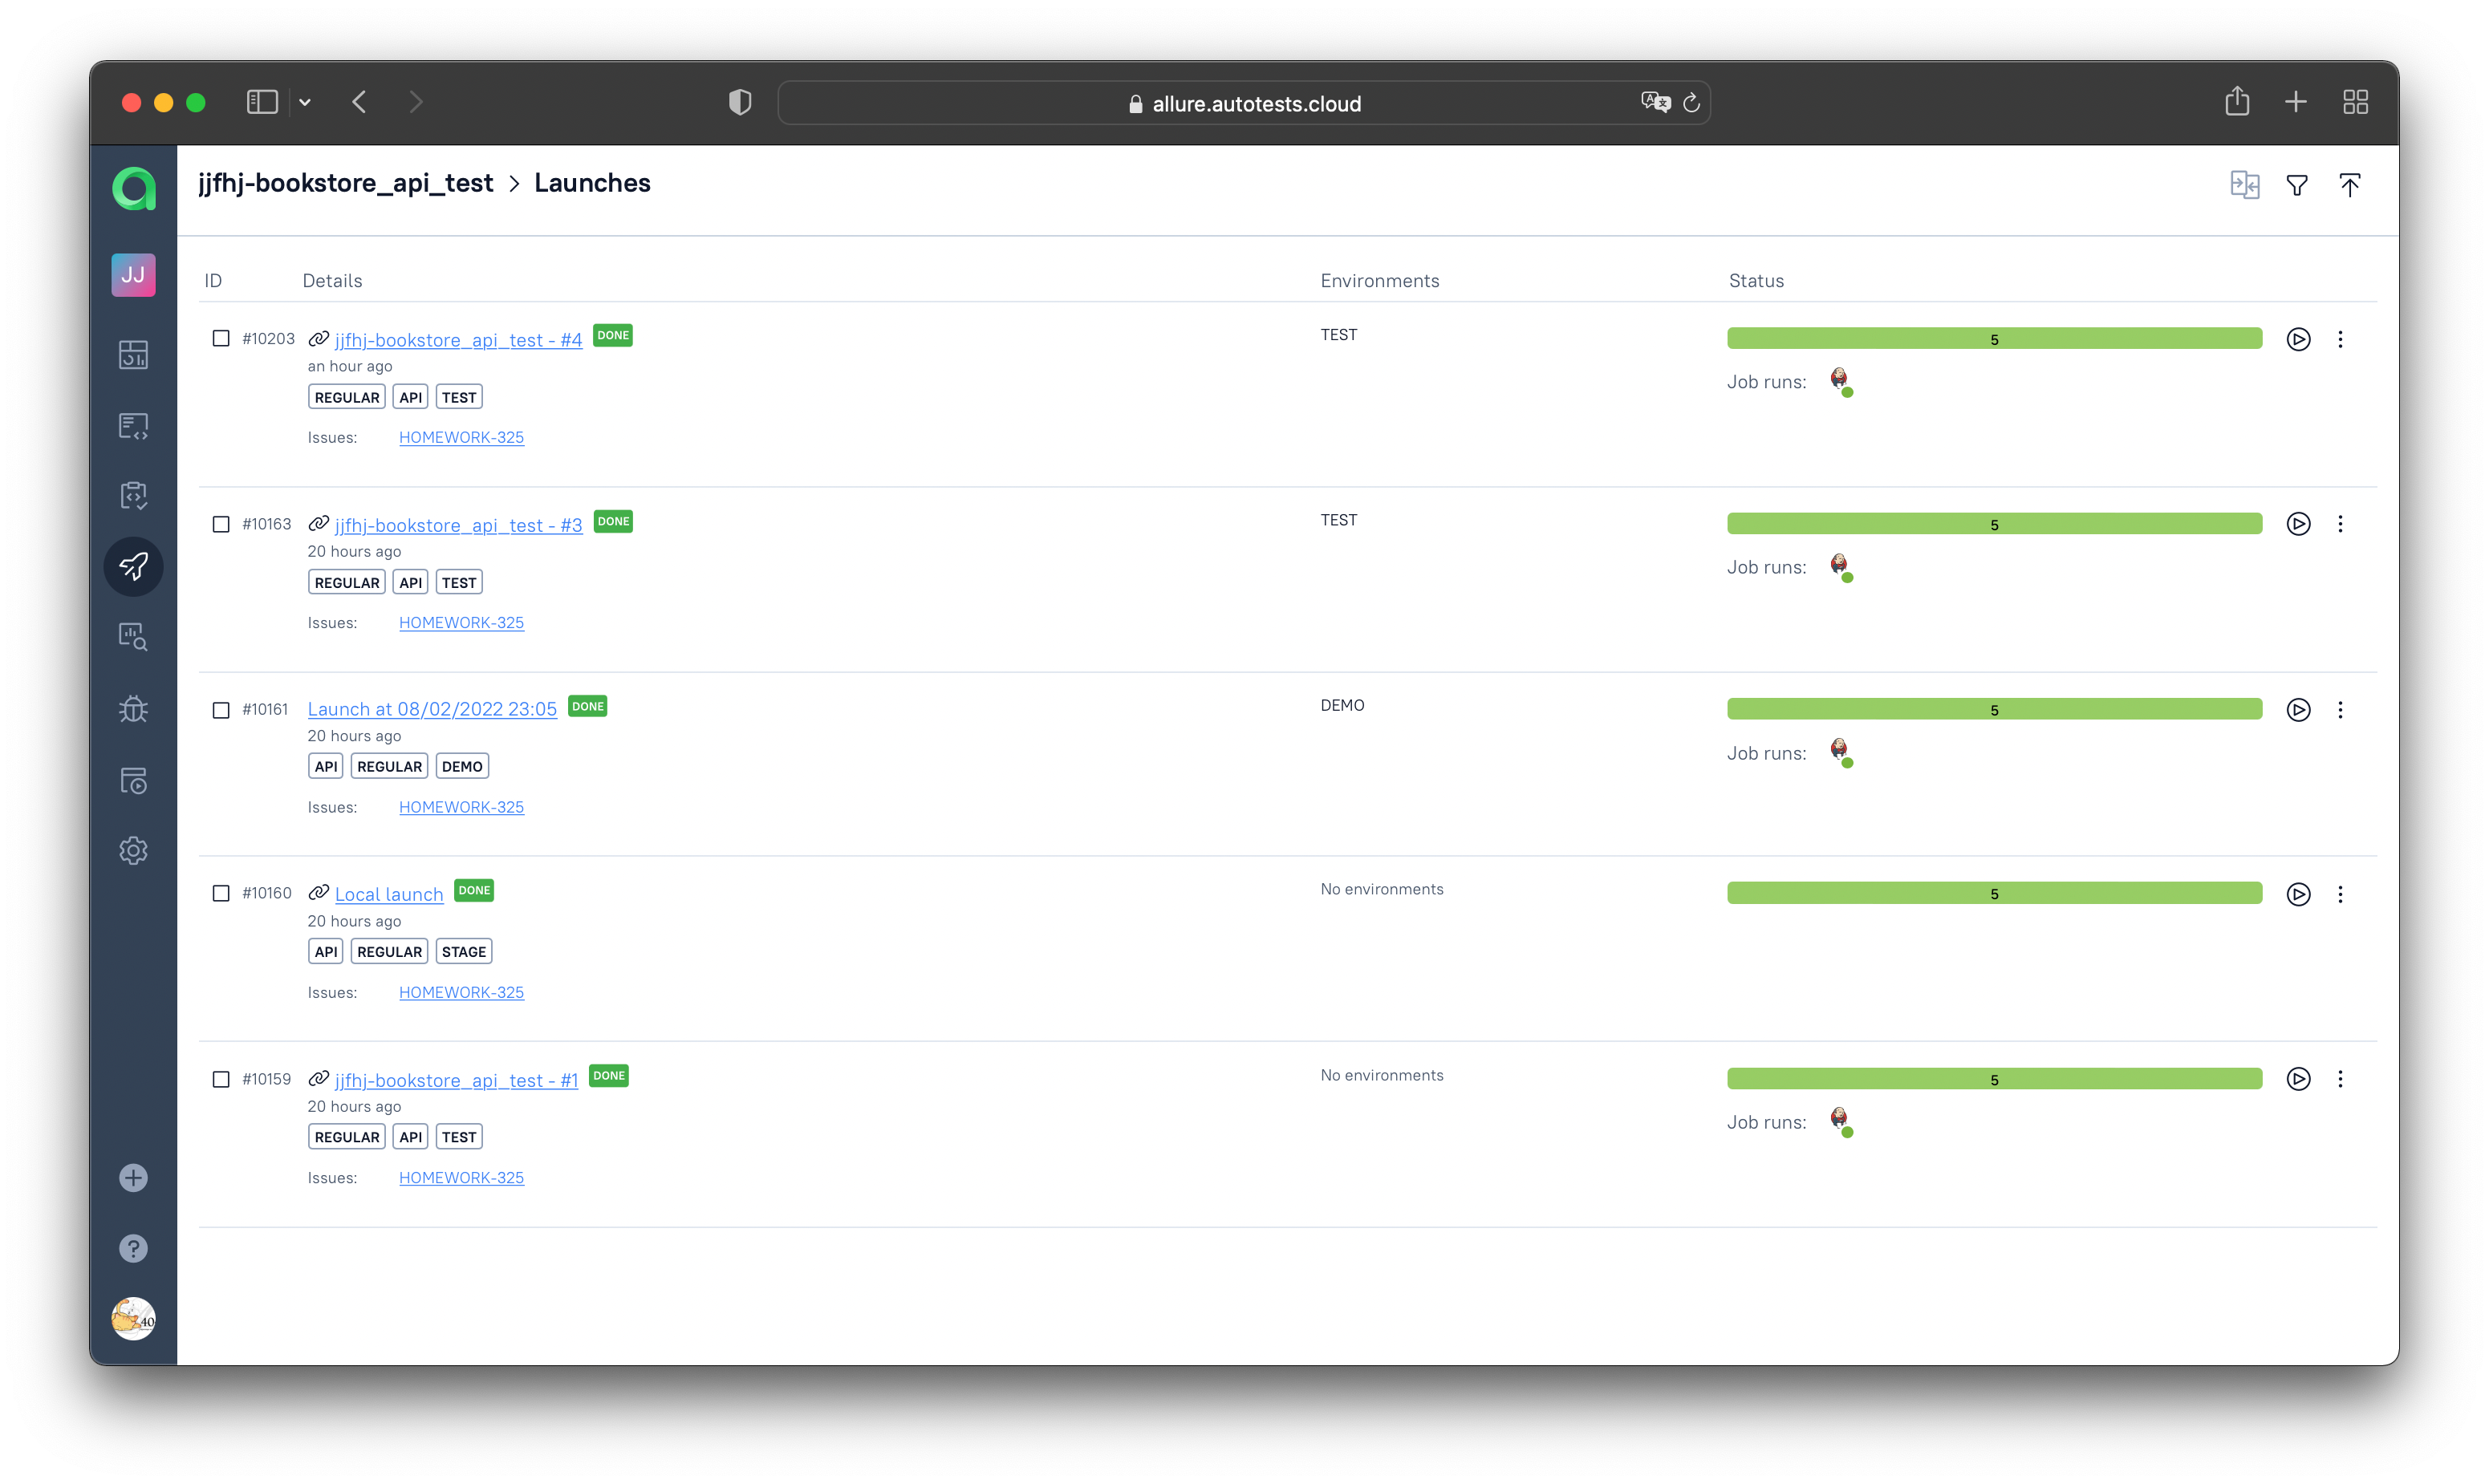 allure.autotests.cloud
jjfhj-bookstore_api_test > Launches
JJ
ID Details Environments Status
#10203 jjfhj-bookstore_api_test - #4 DONE TEST 5
an hour ago
Job runs:
REGULAR API TEST
Issues: HOMEWORK-325
#10163 jjfhj-bookstore_api_test - #3 DONE TEST 5
20 hours ago
Job runs:
REGULAR API TEST
Issues: HOMEWORK-325
#10161 Launch at 08/02/2022 23:05 DONE DEMO 5
20 hours ago
Job runs:
API REGULAR DEMO
Issues: HOMEWORK-325
#10160 Local launch DONE No environments 5
20 hours ago
API REGULAR STAGE
Issues: HOMEWORK-325
#10159 jjfhj-bookstore_api_test - #1 DONE No environments 5
20 hours ago
Job runs:
REGULAR API TEST
Issues: HOMEWORK-325
40